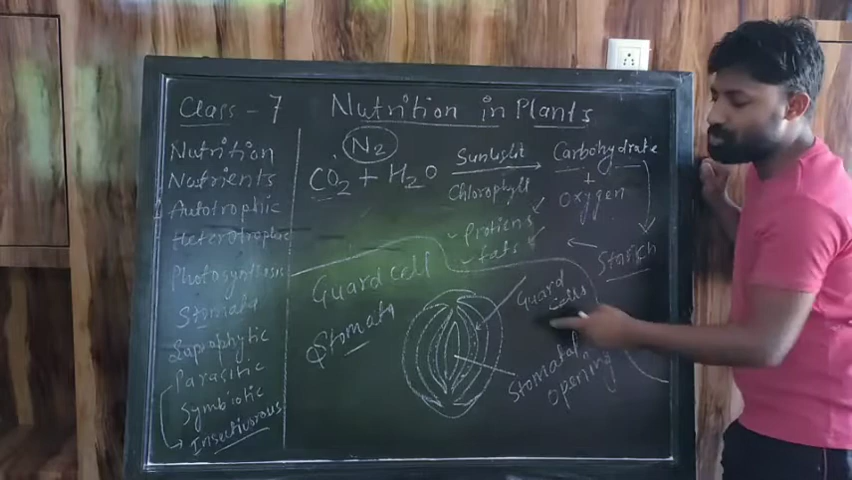 Class - 7
Nutrition in Plants
Nutrition
Nutrients
Autotrophic
Heterotrophic
Photosynthesis
Stomata
Saprophytic
Parasitic
Symbiotic
Insectivorous
N2
CO2 + H2O
Sunlight
Chlorophyll
Carbohydrate
+
Oxygen
Starch
- Protiens
- fats
Guard cell
Stomata
Guard
cells
Stomatal
opening